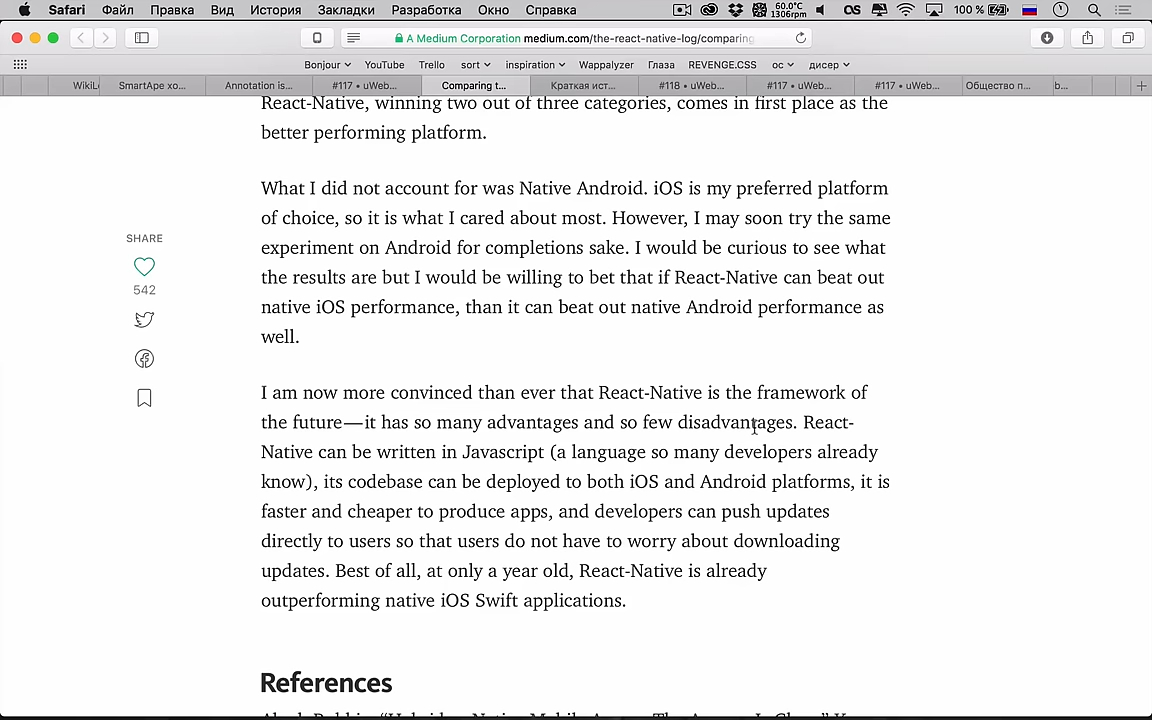 Safari Файл Правка Вид История Закладки Разработка Окно Справка 60.0°C 1306rpm 100 %
A Medium Corporation medium.com/the-react-native-log/comparing
Bonjour YouTube Trello sort inspiration Wappalyzer Глаза REVENGE.CSS ос дисер
WikiL SmartApe хо... Annotation is... #117 • uWeb... Comparing t... Краткая ист... #118 • uWeb... #117 • uWeb... #117 • uWeb... Общество п... b...
React-Native, winning two out of three categories, comes in first place as the
better performing platform.
What I did not account for was Native Android. iOS is my preferred platform
of choice, so it is what I cared about most. However, I may soon try the same
experiment on Android for completions sake. I would be curious to see what
the results are but I would be willing to bet that if React-Native can beat out
native iOS performance, than it can beat out native Android performance as
well.
SHARE
542
I am now more convinced than ever that React-Native is the framework of
the future — it has so many advantages and so few disadvantages. React-
Native can be written in Javascript (a language so many developers already
know), its codebase can be deployed to both iOS and Android platforms, it is
faster and cheaper to produce apps, and developers can push updates
directly to users so that users do not have to worry about downloading
updates. Best of all, at only a year old, React-Native is already
outperforming native iOS Swift applications.
References